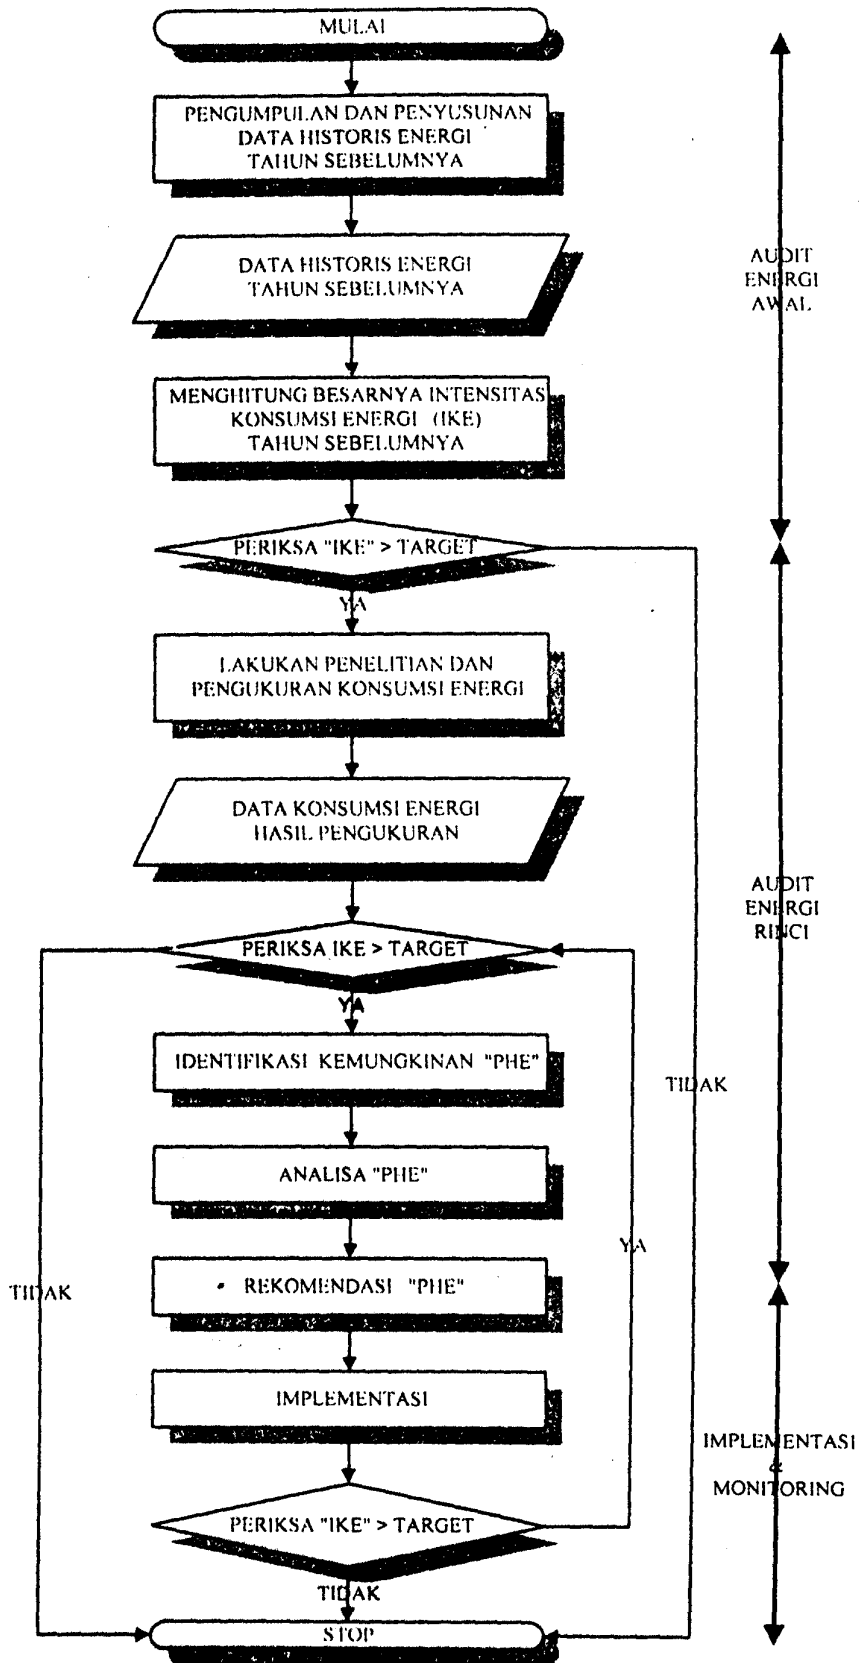 MULAI
PENGUMPULAN DAN PENYUSUNAN
DATA HISTORIS ENERGI
TAHUN SEBELUMNYA
DATA HISTORIS ENERGI
TAHUN SEBELUMNYA
AUDIT
ENERGI
AWAL
MENGHITUNG BESARNYA INTENSITAS
KONSUMSI ENERGI (IKE)
TAHUN SEBELUMNYA
PERIKSA "IKE" > TARGET
YA
LAKUKAN PENELITIAN DAN
PENGUKURAN KONSUMSI ENERGI
DATA KONSUMSI ENERGI
HASIL PENGUKURAN
AUDIT
ENERGI
RINCI
PERIKSA IKE > TARGET
YA
IDENTIFIKASI KEMUNGKINAN "PHE"
TIDAK
ANALISA "PHE"
YA
REKOMENDASI "PHE"
TIDAK
IMPLEMENTASI
IMPLEMENTASI
&
MONITORING
PERIKSA "IKE" > TARGET
TIDAK
STOP